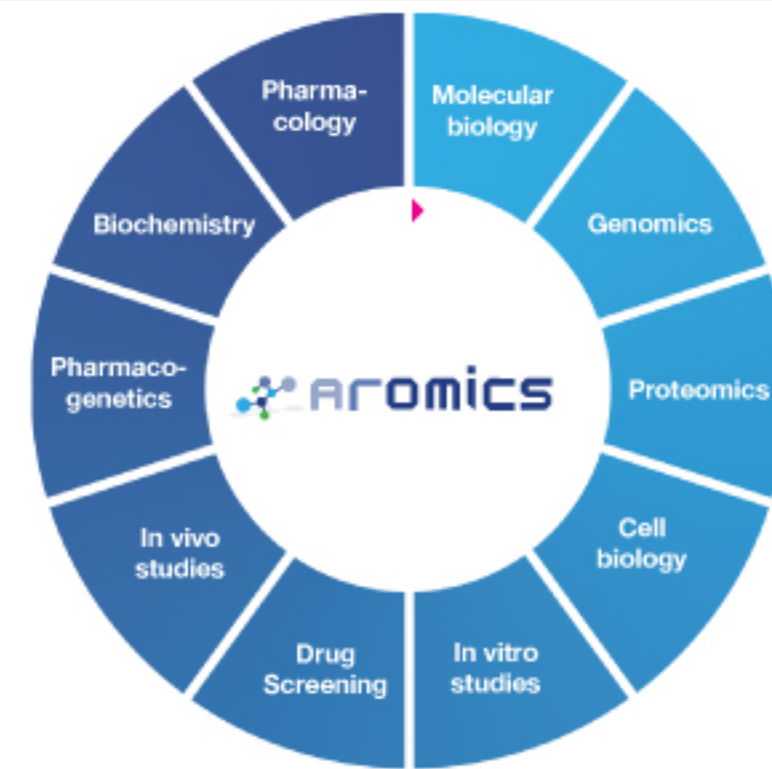 Pharma-
cology
Molecular
biology
Genomics
Proteomics
Cell
biology
In vitro
studies
Drug
Screening
In vivo
studies
Pharmaco-
genetics
Biochemistry
Aromics